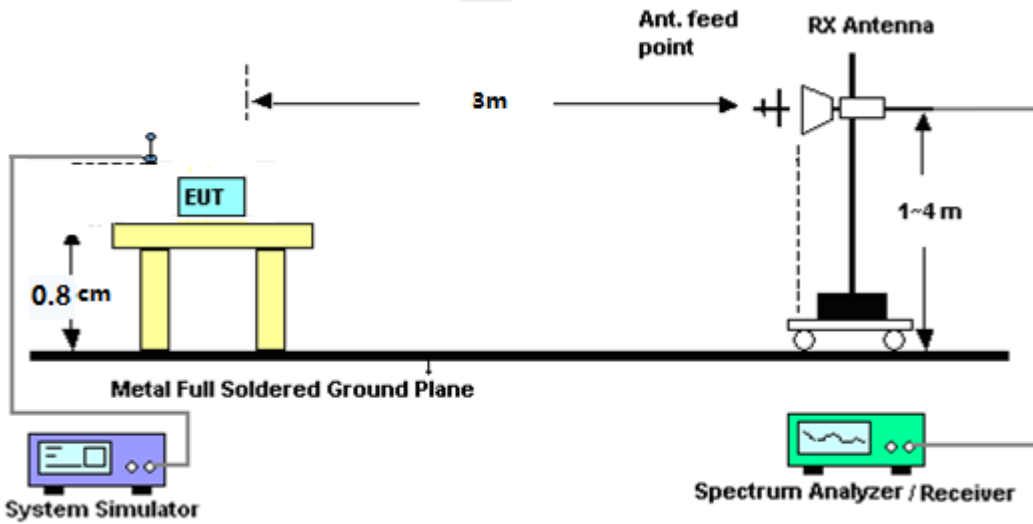 Ant. feed
point
RX Antenna
3m
EUT
1~4 m
0.8 cm
Metal Full Soldered Ground Plane
System Simulator
Spectrum Analyzer / Receiver